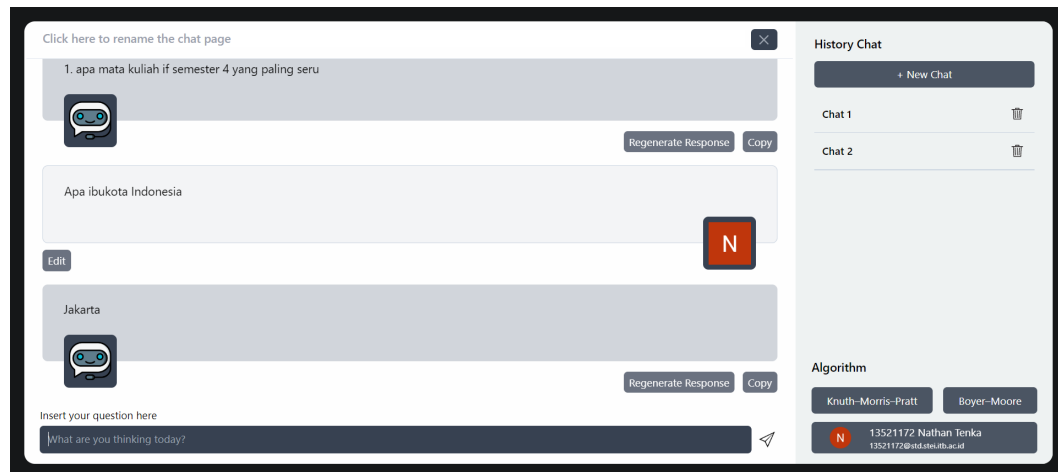 Click here to rename the chat page
1. apa mata kuliah if semester 4 yang paling seru
Regenerate Response
Copy
Apa ibukota Indonesia
N
Edit
Jakarta
Regenerate Response
Copy
Insert your question here
What are you thinking today?
History Chat
+ New Chat
Chat 1
Chat 2
Algorithm
Knuth–Morris–Pratt
Boyer–Moore
N
13521172 Nathan Tenka
13521172@std.stei.itb.ac.id